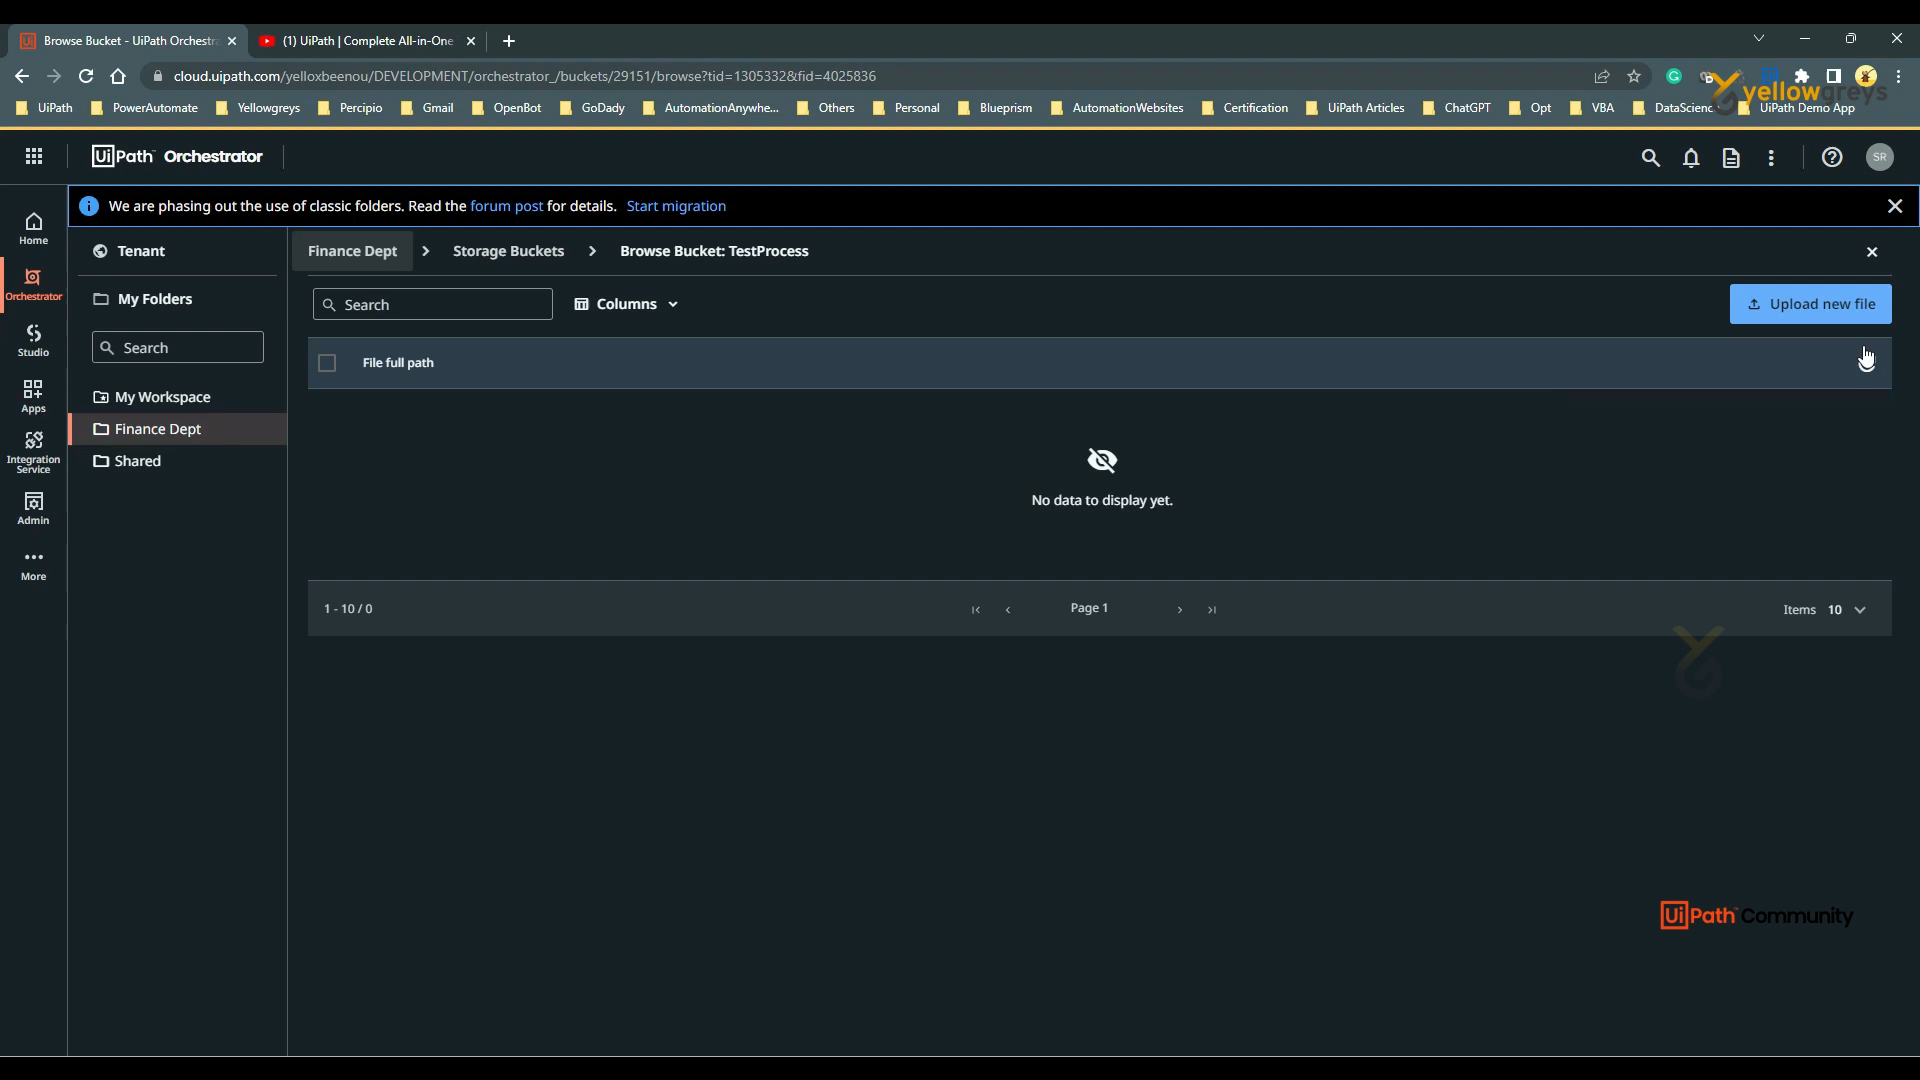 Browse Bucket - UiPath Orchestr
(1) UiPath | Complete All-in-One
cloud.uipath.com/yelloxbeenou/DEVELOPMENT/orchestrator_/buckets/29151/browse?tid=1305332&fid=4025836
UiPath PowerAutomate Yellowgreys Percipio Gmail OpenBot GoDady AutomationAnywhe... Others Personal Blueprism AutomationWebsites Certification UiPath Articles ChatGPT Opt VBA DataScienc UiPath Demo App
yellowgreys
UiPath Orchestrator
SR
We are phasing out the use of classic folders. Read the forum post for details. Start migration
Home
Orchestrator
Studio
Apps
Integration
Service
Admin
More
Tenant
My Folders
Search
My Workspace
Finance Dept
Shared
Finance Dept > Storage Buckets > Browse Bucket: TestProcess
Search
Columns
Upload new file
File full path
No data to display yet.
1 - 10 / 0
Page 1
Items 10
UiPath Community